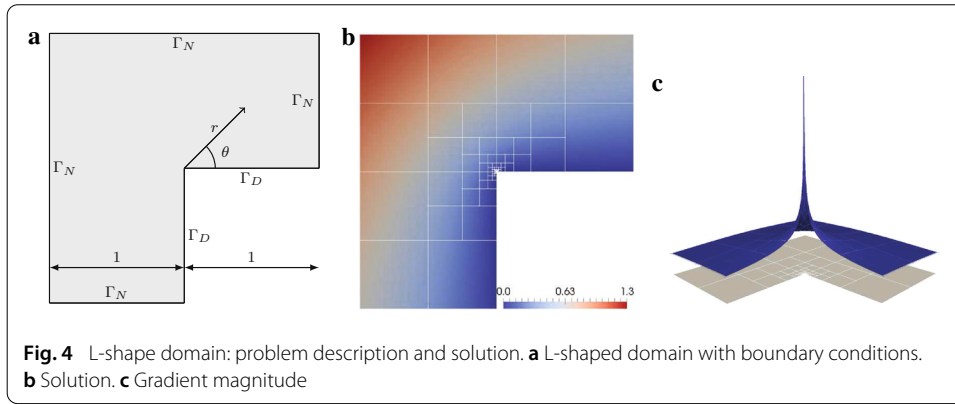 a
Γ_N
Γ_N
r
θ
Γ_N
Γ_D
Γ_D
1
1
Γ_N
b
0.0 0.63 1.3
c
Fig. 4 L-shape domain: problem description and solution. a L-shaped domain with boundary conditions.
b Solution. c Gradient magnitude